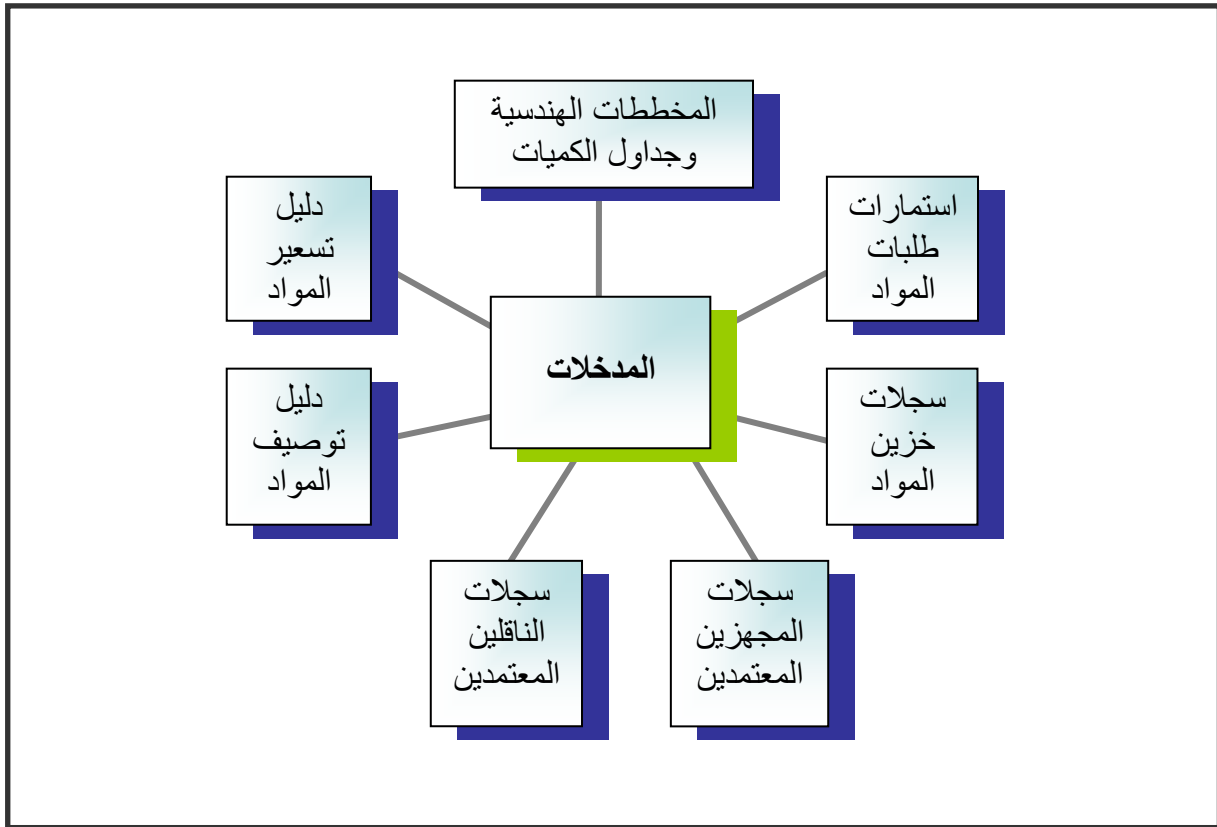 المخططات الهندسية
وجداول الكميات
استمارات
طلبات
المواد
دليل
تسعير
المواد
المدخلات
سجلات
خزين
المواد
دليل
توصيف
المواد
سجلات
المجهزين
المعتمدين
سجلات
الناقلين
المعتمدين